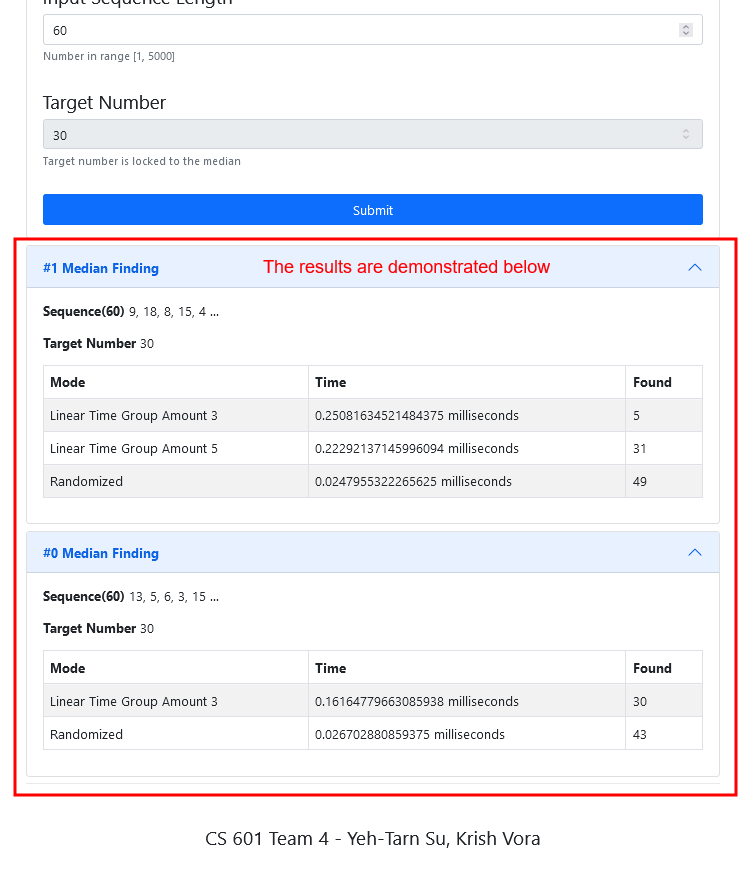 Input Sequence Length
60
Number in range [1, 5000]
Target Number
30
Target number is locked to the median
Submit
#1 Median Finding The results are demonstrated below
Sequence(60) 9, 18, 8, 15, 4 ...
Target Number 30
Mode Time Found
Linear Time Group Amount 3 0.25081634521484375 milliseconds 5
Linear Time Group Amount 5 0.22292137145996094 milliseconds 31
Randomized 0.0247955322265625 milliseconds 49
#0 Median Finding
Sequence(60) 13, 5, 6, 3, 15 ...
Target Number 30
Mode Time Found
Linear Time Group Amount 3 0.16164779663085938 milliseconds 30
Randomized 0.026702880859375 milliseconds 43
CS 601 Team 4 - Yeh-Tarn Su, Krish Vora